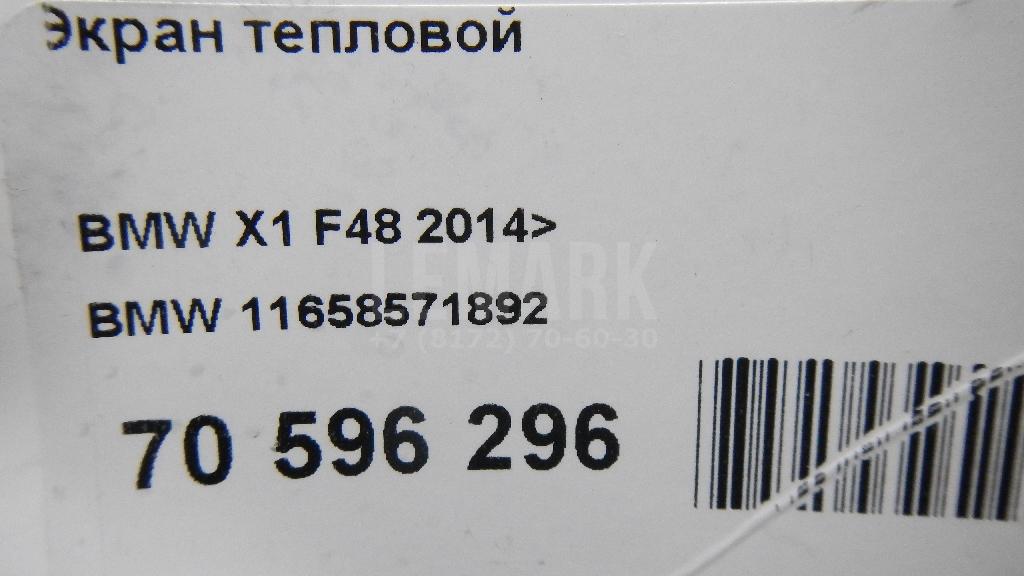 Экран тепловой
BMW X1 F48 2014>
LEMARK
BMW 11658571892
+7 (8172) 70-60-30
70 596 296